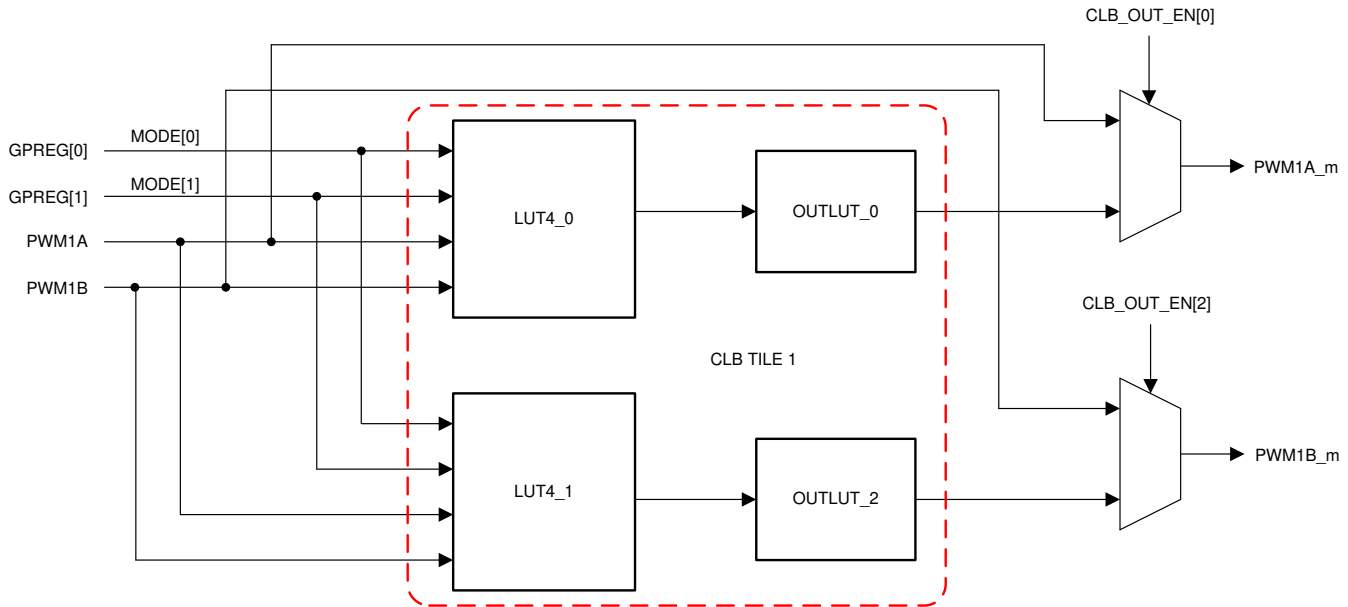 CLB_OUT_EN[0]
MODE[0]
GPREG[0]
MODE[1]
GPREG[1]
PWM1A
PWM1B
LUT4_0
OUTLUT_0
PWM1A_m
CLB_OUT_EN[2]
CLB TILE 1
LUT4_1
OUTLUT_2
PWM1B_m